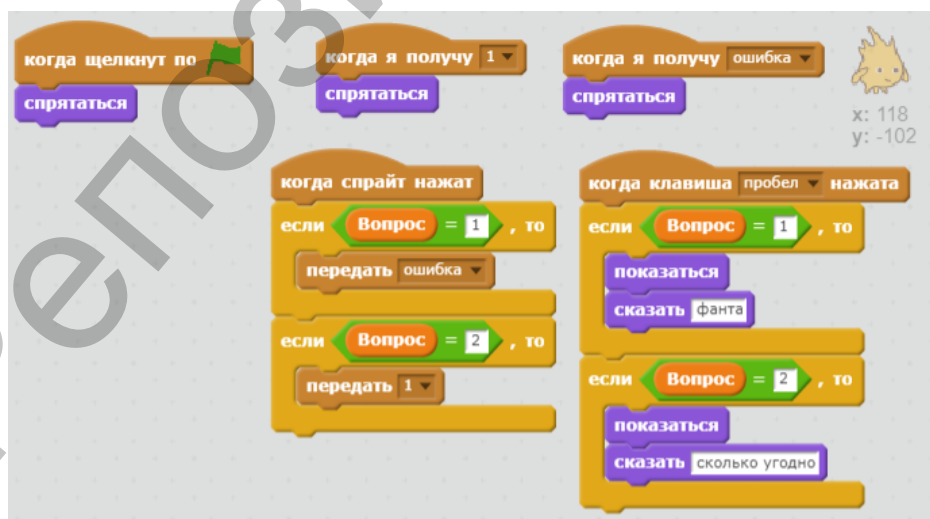 когда щелкнут по
спрятаться
когда я получу 1
спрятаться
когда я получу ошибка
спрятаться
x: 118
y: -102
когда спрайт нажат
если Вопрос = 1 , то
передать ошибка
если Вопрос = 2 , то
передать 1
когда клавиша пробел нажата
если Вопрос = 1 , то
показаться
сказать фанта
если Вопрос = 2 , то
показаться
сказать сколько угодно